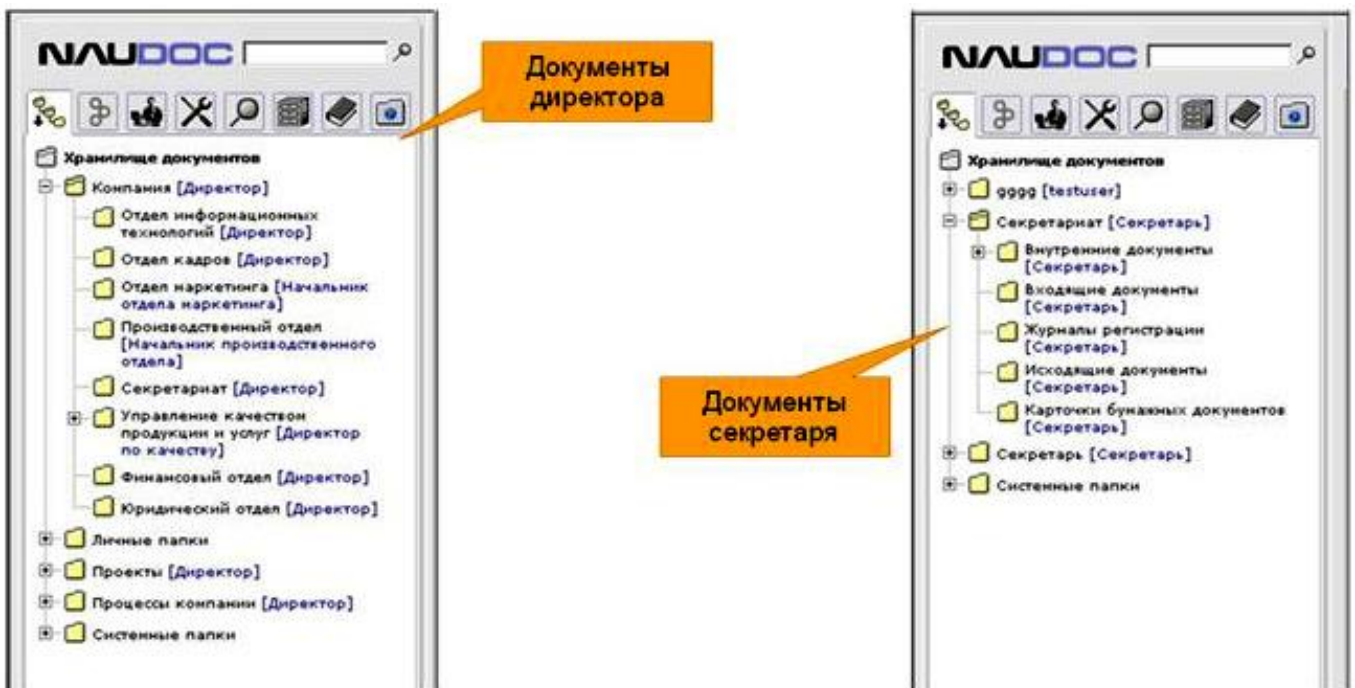 NAUDOC
Документы
директора
Хранилище документов
Компания [Директор]
Отдел информационных
технологий [Директор]
Отдел кадров [Директор]
Отдел маркетинга [Начальник
отдела маркетинга]
Производственный отдел
[Начальник производственного
отдела]
Секретариат [Директор]
Управление качеством
продукции и услуг [Директор
по качеству]
Финансовый отдел [Директор]
Юридический отдел [Директор]
Личные папки
Проекты [Директор]
Процессы компании [Директор]
Системные папки
NAUDOC
Хранилище документов
gggg [testuser]
Секретариат [Секретарь]
Внутренние документы
[Секретарь]
Входящие документы
[Секретарь]
Журналы регистрации
[Секретарь]
Исходящие документы
[Секретарь]
Карточки бумажных документов
[Секретарь]
Секретарь [Секретарь]
Системные папки
Документы
секретаря